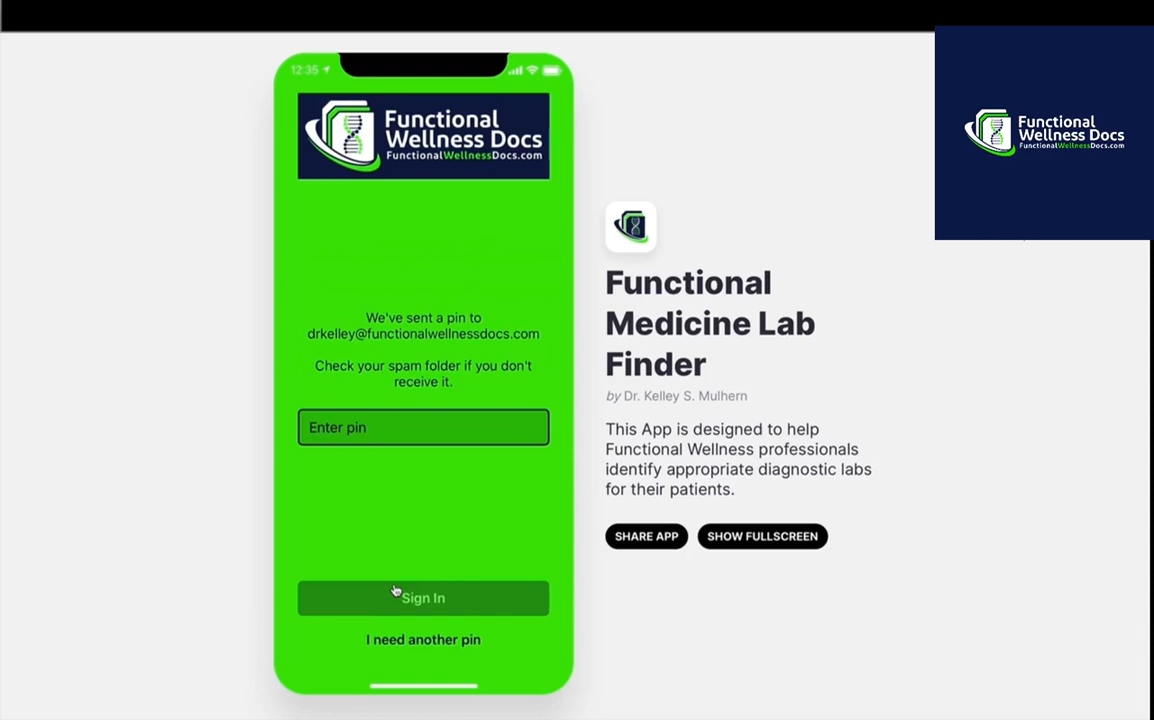 12:35
Functional
Wellness Docs
FunctionalWellnessDocs.com
We've sent a pin to
drkelley@functionalwellnessdocs.com
Check your spam folder if you don't
receive it.
Enter pin
Sign In
I need another pin
Functional
Medicine Lab
Finder
by Dr. Kelley S. Mulhern
This App is designed to help
Functional Wellness professionals
identify appropriate diagnostic labs
for their patients.
SHARE APP
SHOW FULLSCREEN
Functional
Wellness Docs
FunctionalWellnessDocs.com